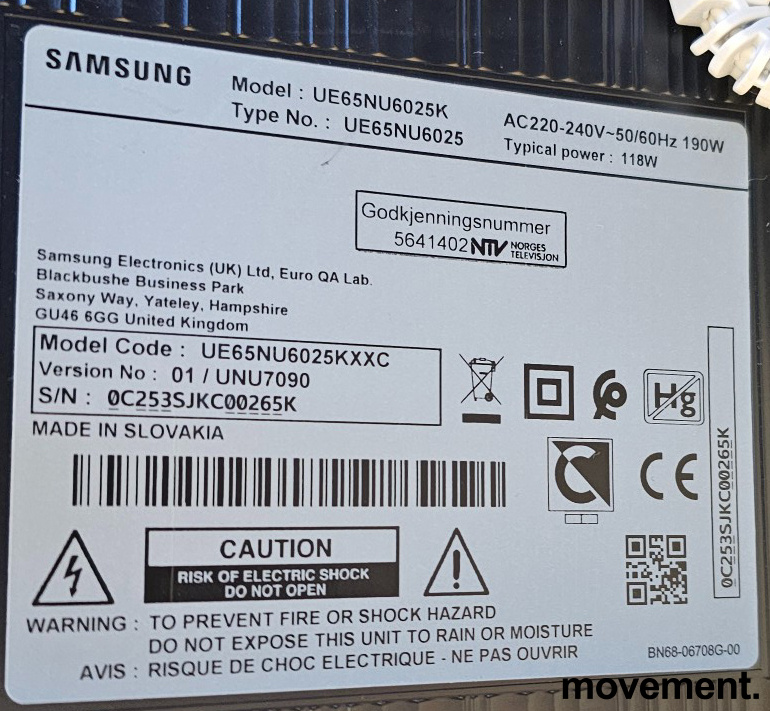 SAMSUNG
Model : UE65NU6025K
Type No. : UE65NU6025
AC220-240V~50/60Hz 190W
Typical power : 118W
Godkjenningsnummer
5641402 NTV NORGES TELEVISJON
Samsung Electronics (UK) Ltd, Euro QA Lab.
Blackbushe Business Park
Saxony Way, Yateley, Hampshire
GU46 6GG United Kingdom
Model Code : UE65NU6025KXXC
Version No : 01 / UNU7090
S/N : 0C253SJKC00265K
MADE IN SLOVAKIA
Hg
CE
0C253SJKC00265K
CAUTION
RISK OF ELECTRIC SHOCK
DO NOT OPEN
WARNING : TO PREVENT FIRE OR SHOCK HAZARD
DO NOT EXPOSE THIS UNIT TO RAIN OR MOISTURE
AVIS : RISQUE DE CHOC ELECTRIQUE - NE PAS OUVRIR
BN68-06708G-00
movement.